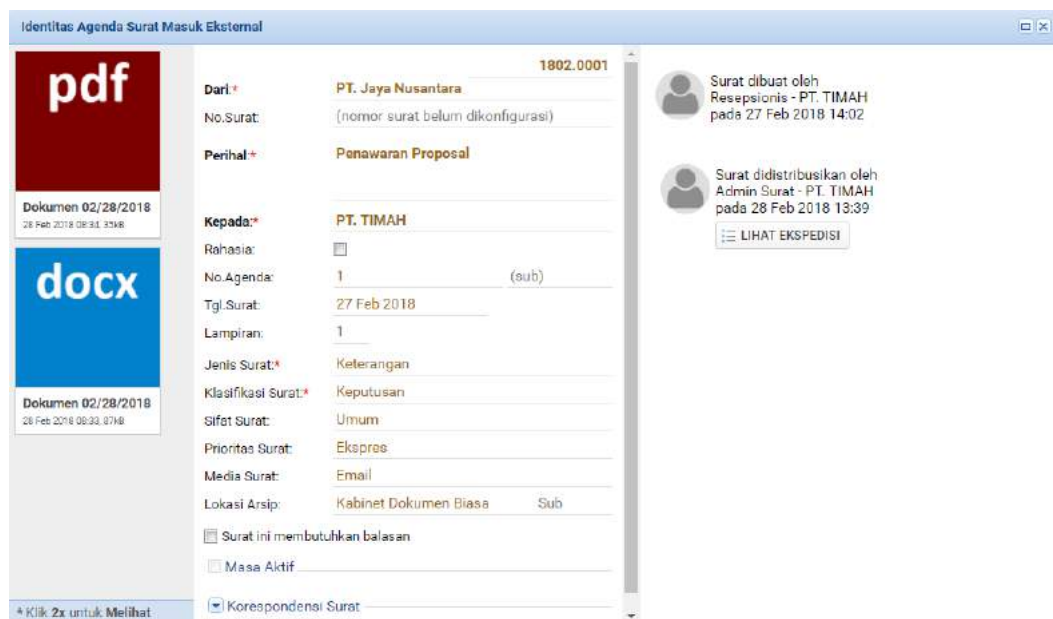 Identitas Agenda Surat Masuk Eksternal
pdf
Dokumen 02/28/2018
28 Feb 2018 08:34, 35kB
docx
Dokumen 02/28/2018
28 Feb 2018 08:33, 87kB
* Klik 2x untuk Melihat
1802.0001
Dari:* PT. Jaya Nusantara
No.Surat: (nomor surat belum dikonfigurasi)
Perihal:* Penawaran Proposal
Kepada:* PT. TIMAH
Rahasia:
No.Agenda: 1 (sub)
Tgl.Surat: 27 Feb 2018
Lampiran: 1
Jenis Surat:* Keterangan
Klasifikasi Surat:* Keputusan
Sifat Surat: Umum
Prioritas Surat: Ekspres
Media Surat: Email
Lokasi Arsip: Kabinet Dokumen Biasa Sub
Surat ini membutuhkan balasan
Masa Aktif
Korespondensi Surat
Surat dibuat oleh
Resepsionis - PT. TIMAH
pada 27 Feb 2018 14:02
Surat didistribusikan oleh
Admin Surat - PT. TIMAH
pada 28 Feb 2018 13:39
LIHAT EKSPEDISI